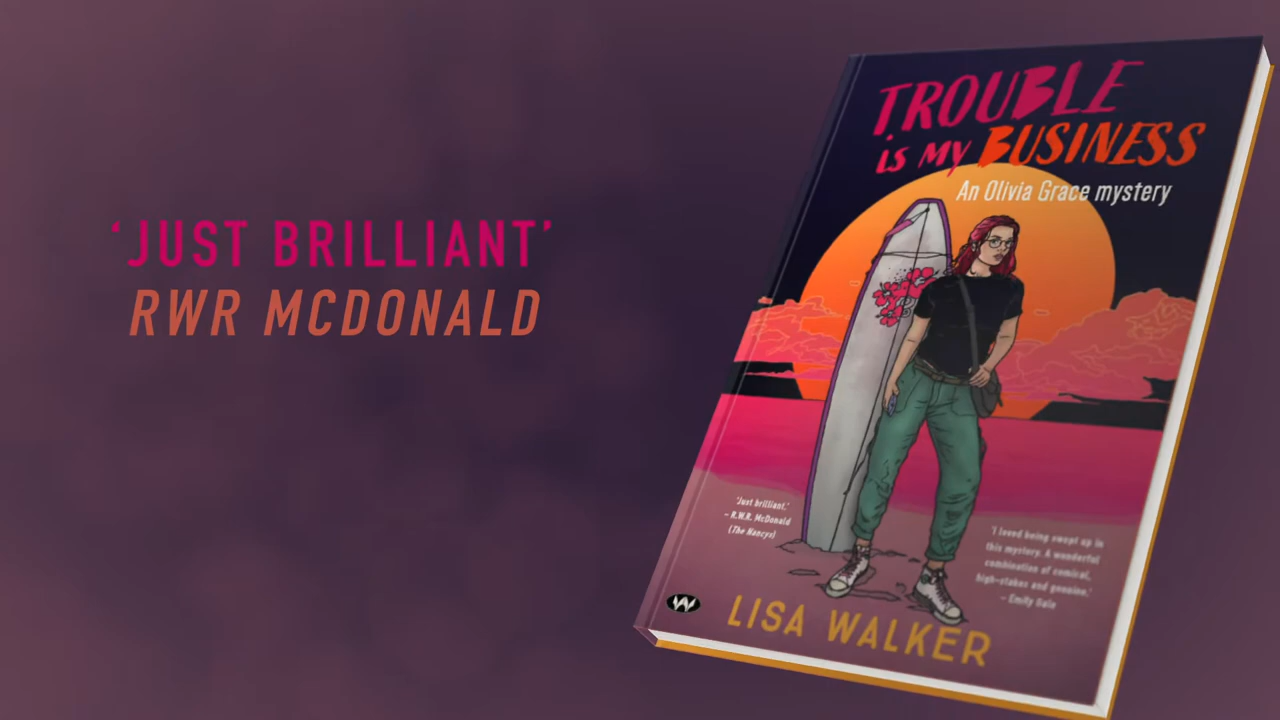 ‘JUST BRILLIANT’
RWR MCDONALD
TROUBLE
is MY BUSINESS
An Olivia Grace mystery
'Just brilliant.'
– R.W.R. McDonald
(The Nancys)
'I loved being swept up in
this mystery. A wonderful
combination of comical,
high-stakes and genuine.'
– Emily Gale
LISA WALKER